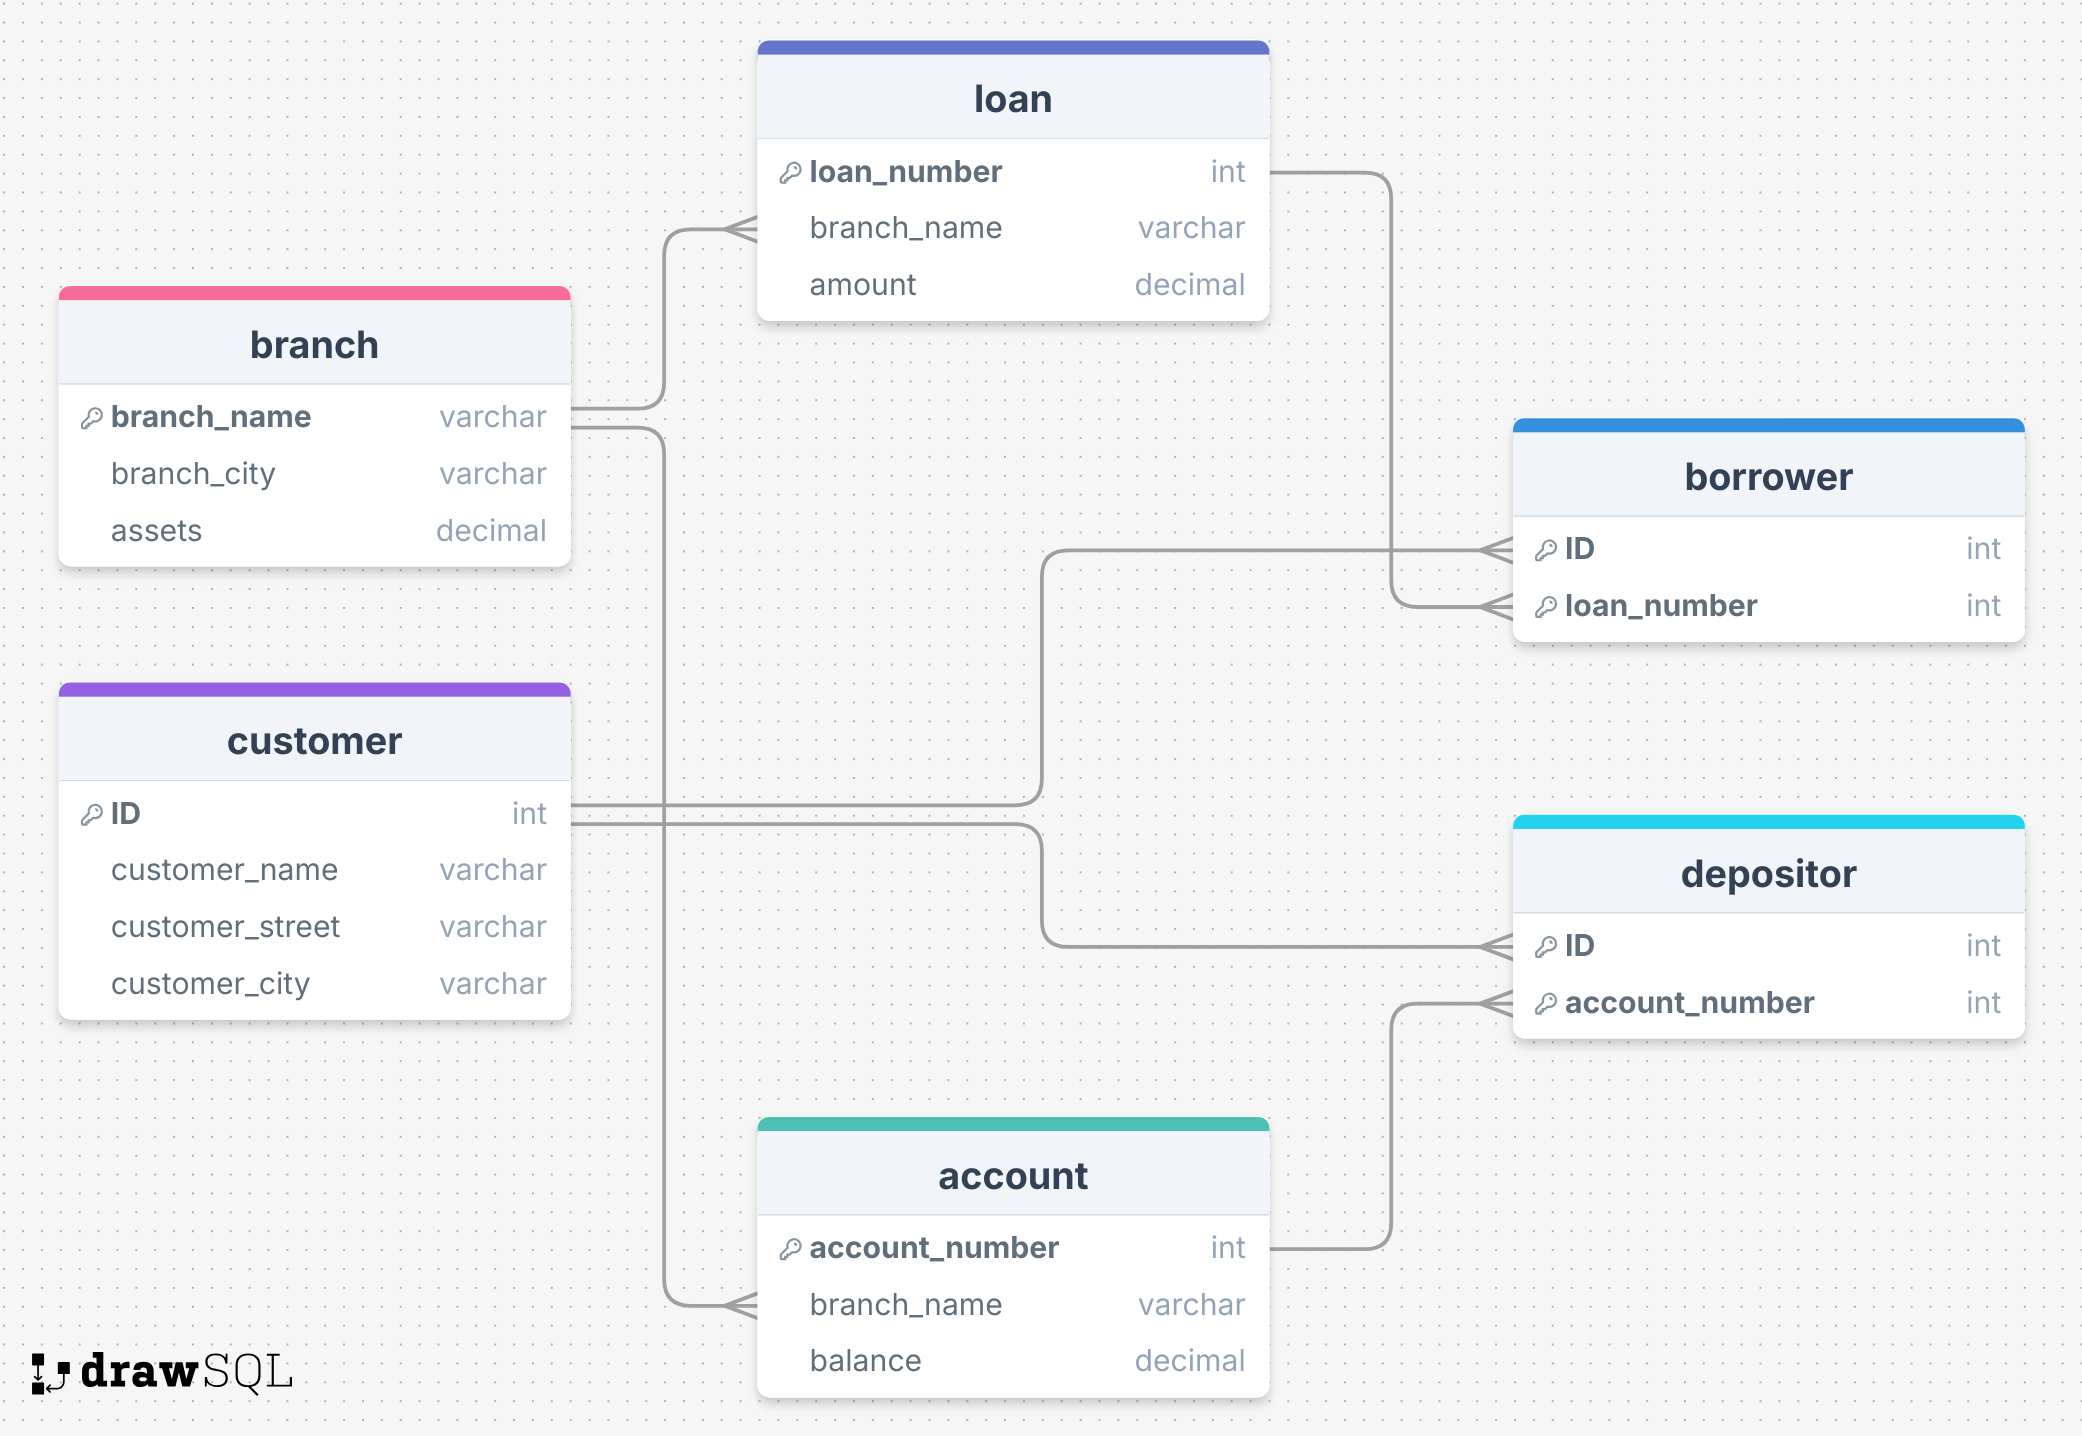 loan
loan_number int
branch_name varchar
amount decimal
branch
branch_name varchar
branch_city varchar
assets decimal
borrower
ID int
loan_number int
customer
ID int
customer_name varchar
customer_street varchar
customer_city varchar
depositor
ID int
account_number int
account
account_number int
branch_name varchar
balance decimal
drawSQL